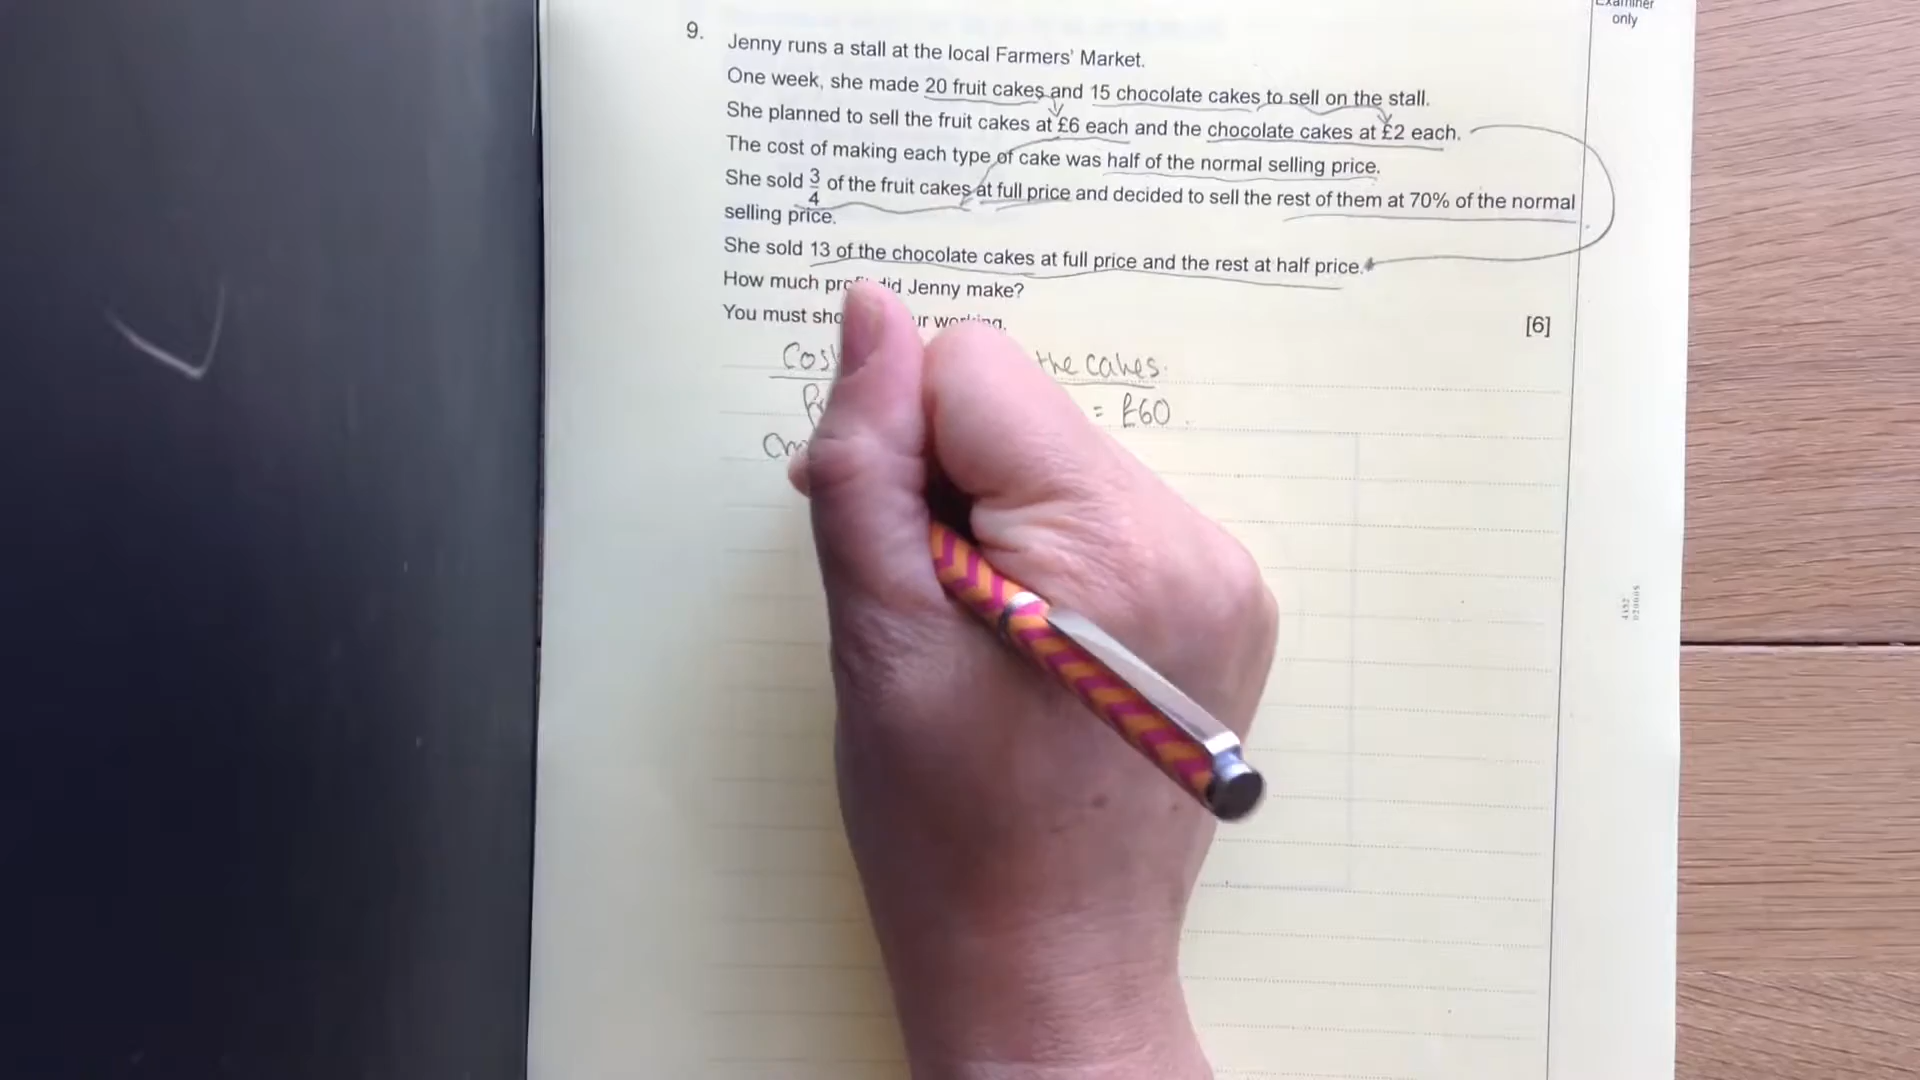 Examiner
only
9.
Jenny runs a stall at the local Farmers' Market.
One week, she made 20 fruit cakes and 15 chocolate cakes to sell on the stall.
She planned to sell the fruit cakes at £6 each and the chocolate cakes at £2 each.
The cost of making each type of cake was half of the normal selling price.
She sold 3/4 of the fruit cakes at full price and decided to sell the rest of them at 70% of the normal
selling price.
She sold 13 of the chocolate cakes at full price and the rest at half price.
How much did Jenny make?
You must
[6]
the cakes.
= £60